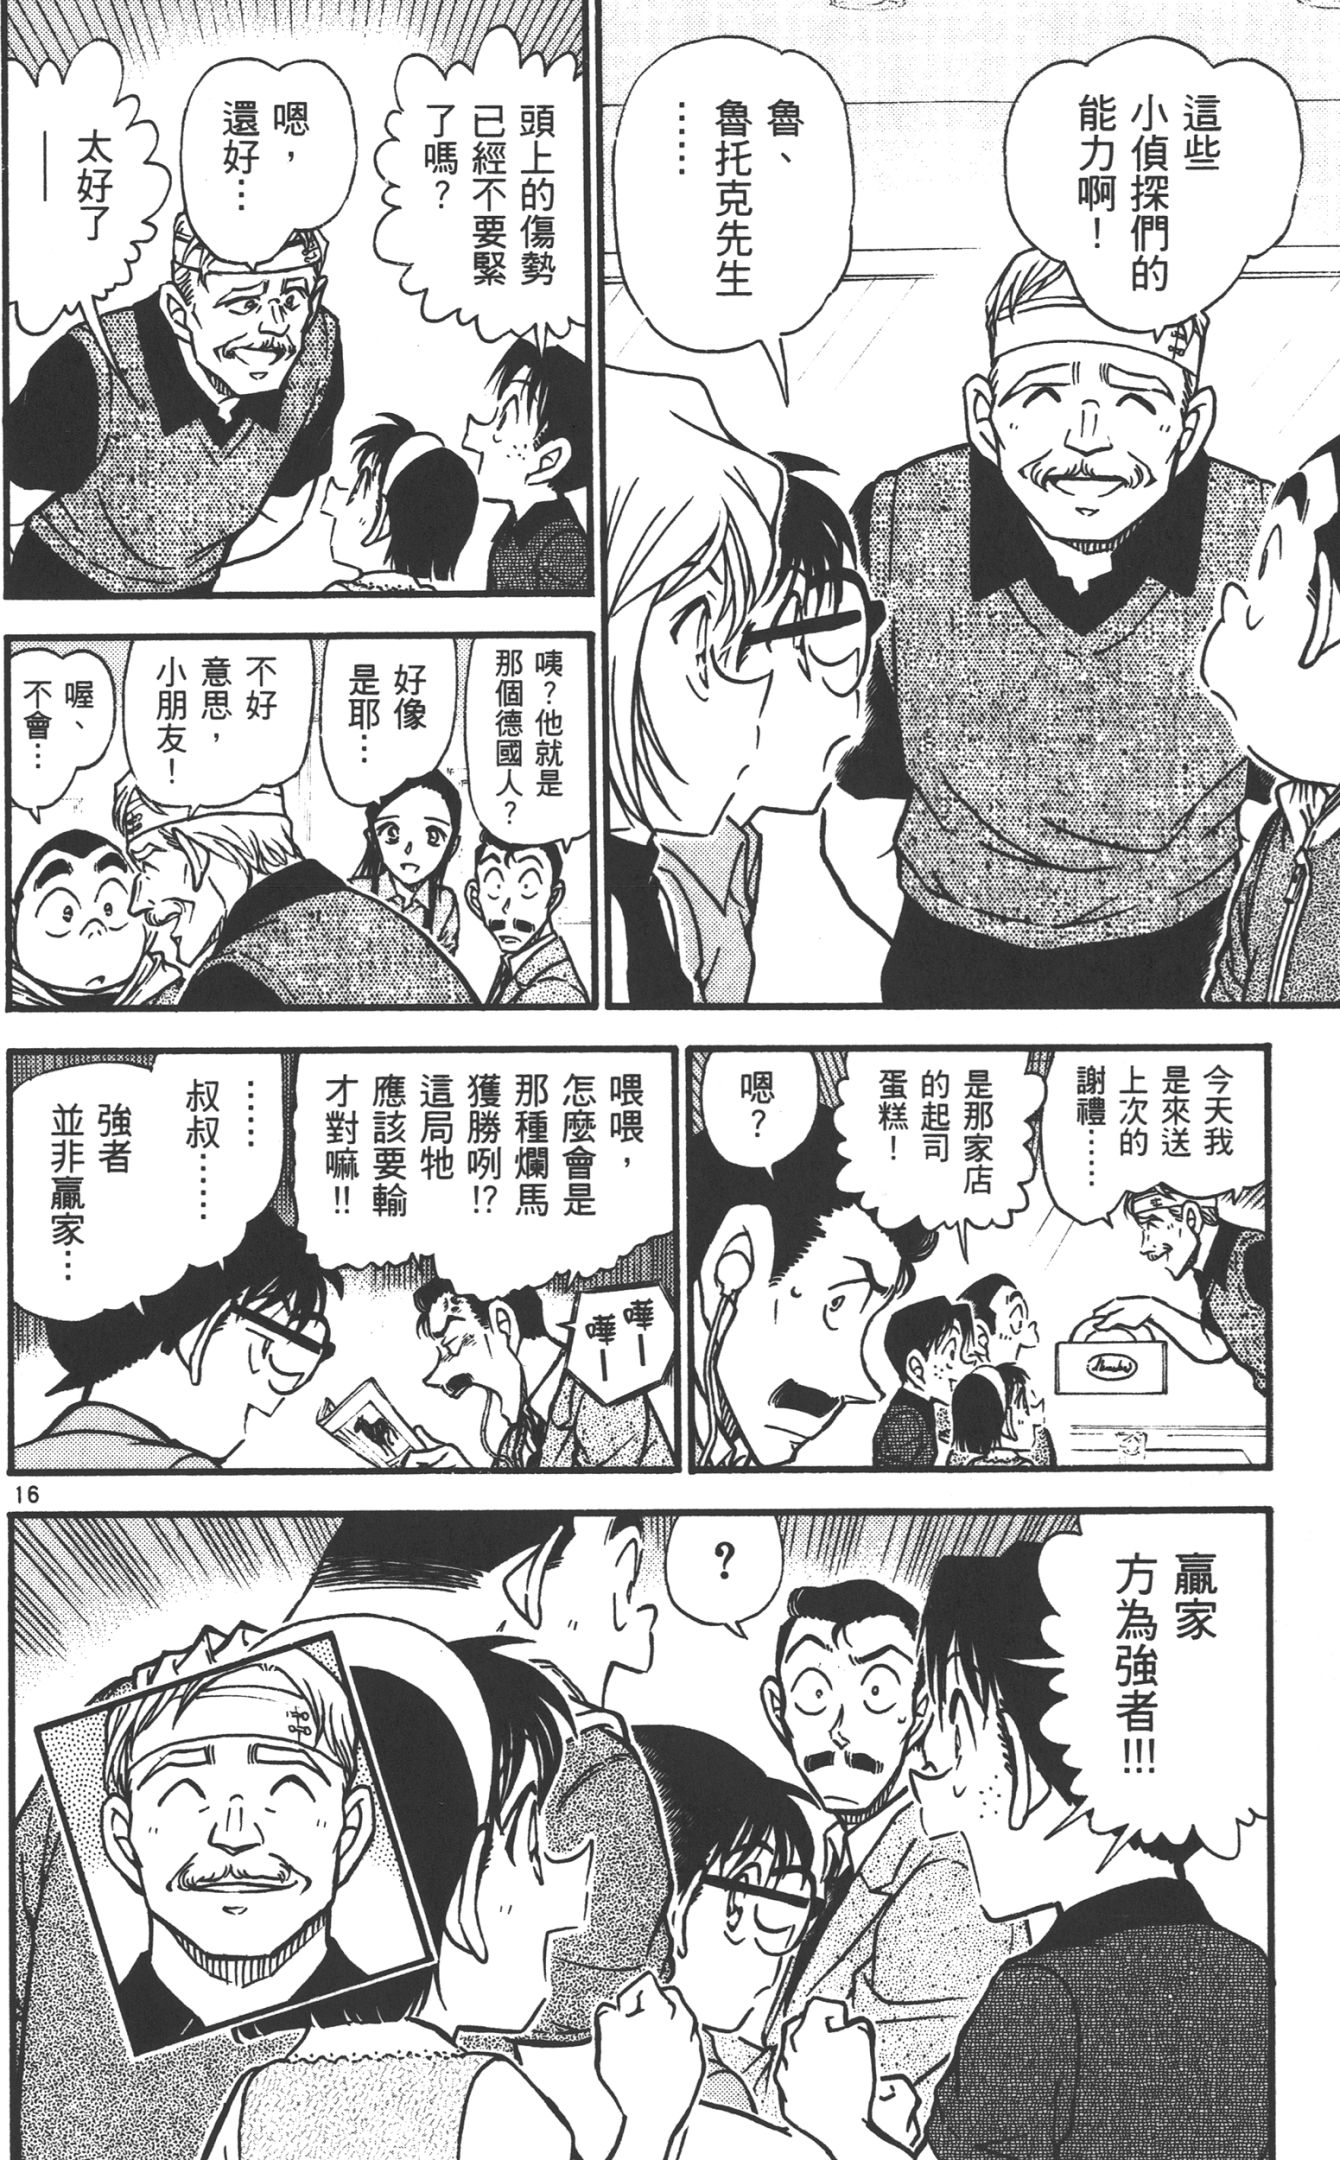 這些
小偵探們的
能力啊！
魯、
魯托克先生
……
頭上的傷勢
已經不要緊
了嗎？
嗯，
還好…
太好了
——
咦？他就是
那個德國人？
好像
是耶…
不好
意思，
小朋友！
喔、
不會…
今天我
是來送
上次的
謝禮……
是那家店
的起司
蛋糕！
嗯？
喂喂，
怎麼會是
那種爛馬
獲勝咧!?
這局牠
應該要輸
才對嘛!!
嘩—
嘩—
……
叔叔……
強者
並非贏家…
16
贏家
方為強者!!!
？